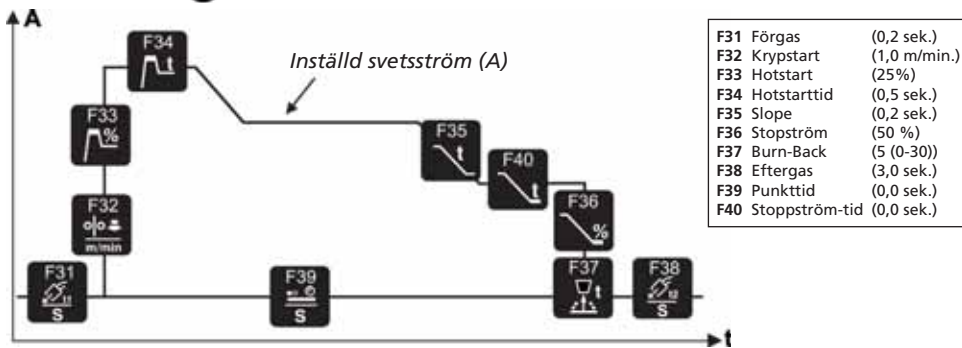 A
F34
t
Inställd svetsström (A)
F33
%
F35
t
F40
t
F32
m/min
F36
%
F31
t1
S
F39
S
F37
t
F38
t2
S
t
F31 Förgas (0,2 sek.)
F32 Krypstart (1,0 m/min.)
F33 Hotstart (25%)
F34 Hotstarttid (0,5 sek.)
F35 Slope (0,2 sek.)
F36 Stopström (50 %)
F37 Burn-Back (5 (0-30))
F38 Eftergas (3,0 sek.)
F39 Punkttid (0,0 sek.)
F40 Stoppström-tid (0,0 sek.)